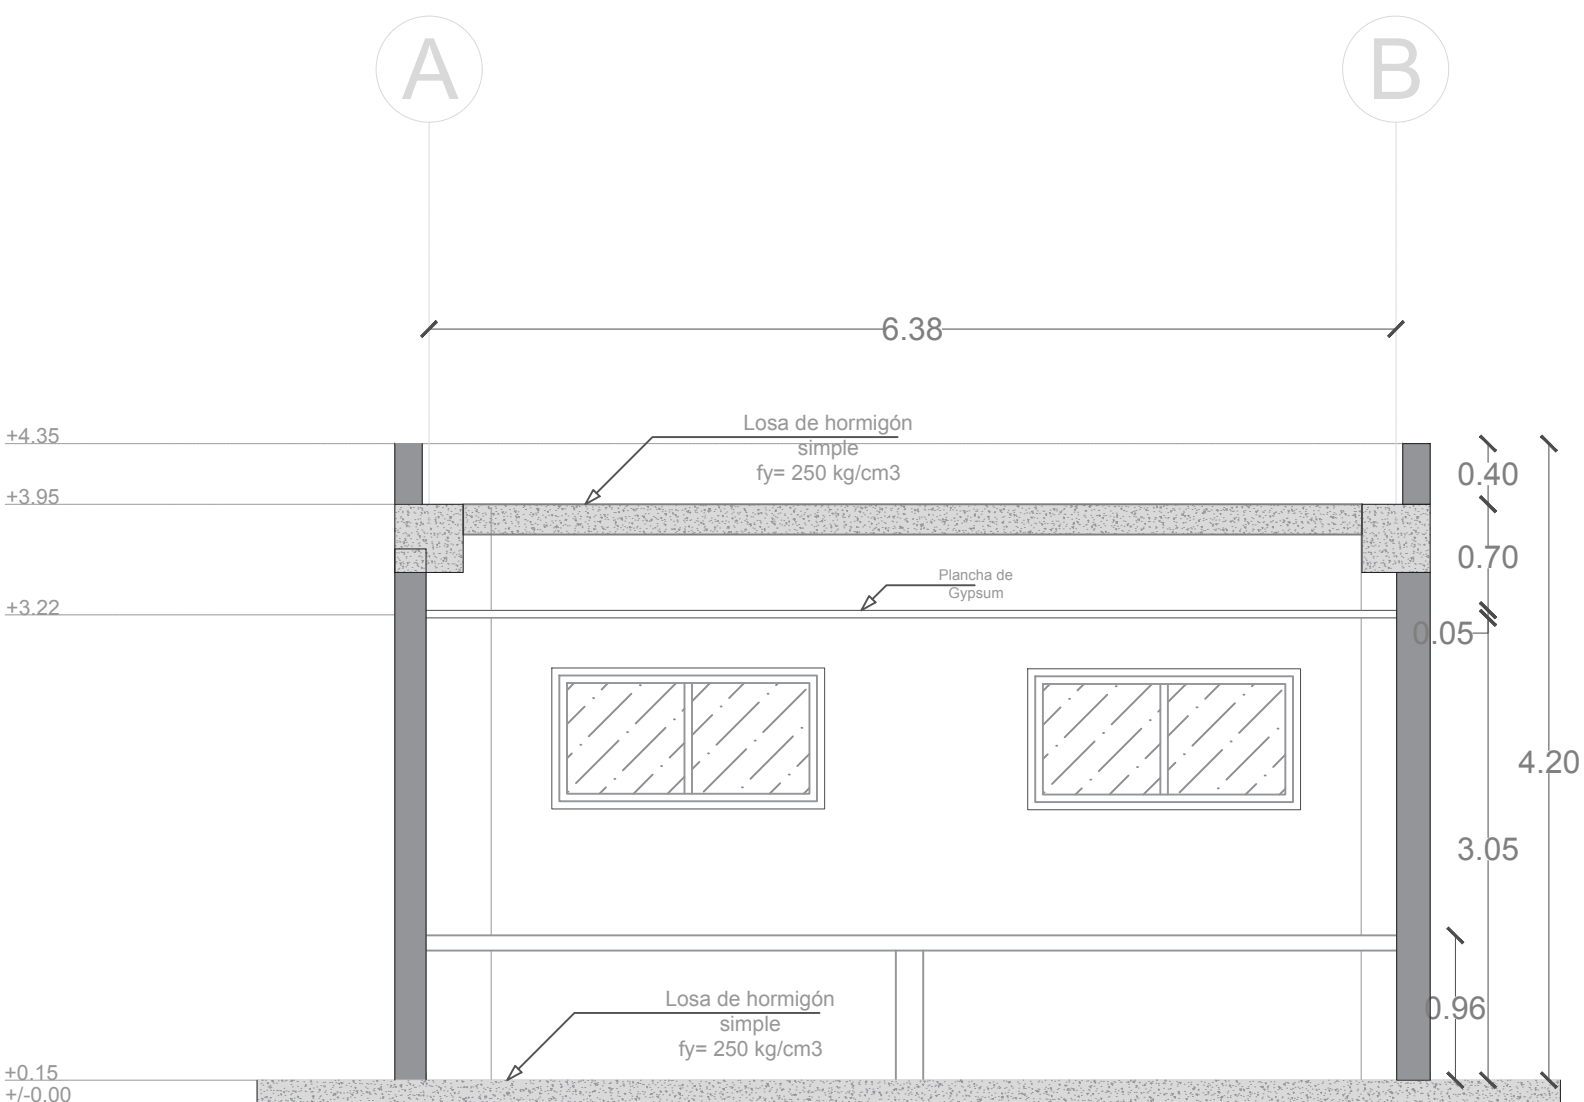 A
B
6.38
Losa de hormigón
simple
fy= 250 kg/cm3
+4.35
0.40
+3.95
0.70
Plancha de
Gypsum
+3.22
0.05
4.20
3.05
0.96
Losa de hormigón
simple
fy= 250 kg/cm3
+0.15
+/-0.00